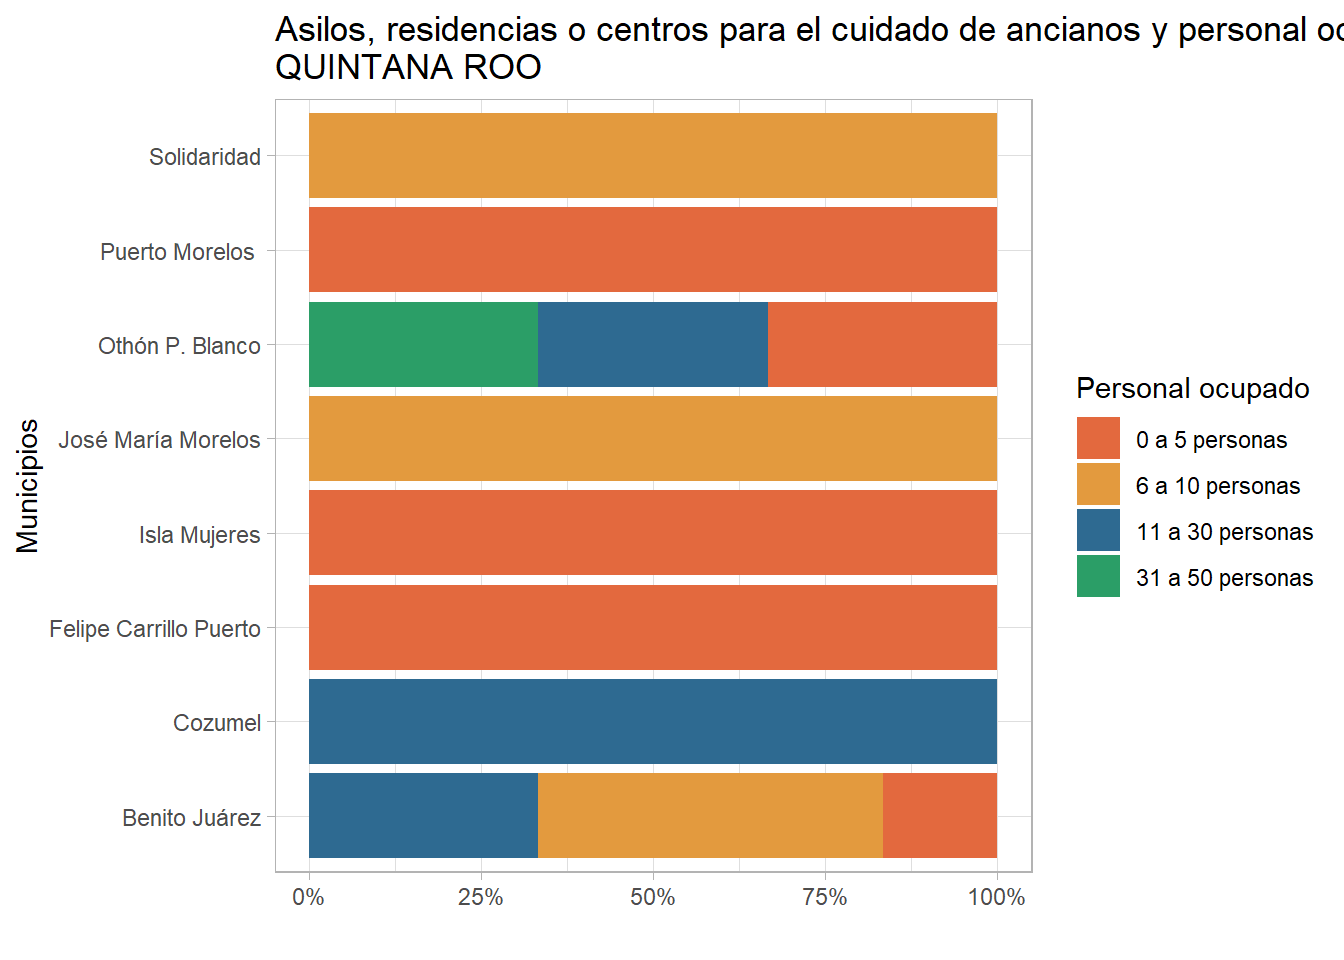 Asilos, residencias o centros para el cuidado de ancianos y personal
QUINTANA ROO
Solidaridad
Puerto Morelos
Othón P. Blanco
José María Morelos
Isla Mujeres
Felipe Carrillo Puerto
Cozumel
Benito Juárez
Municipios
0%
25%
50%
75%
100%
Personal ocupado
0 a 5 personas
6 a 10 personas
11 a 30 personas
31 a 50 personas